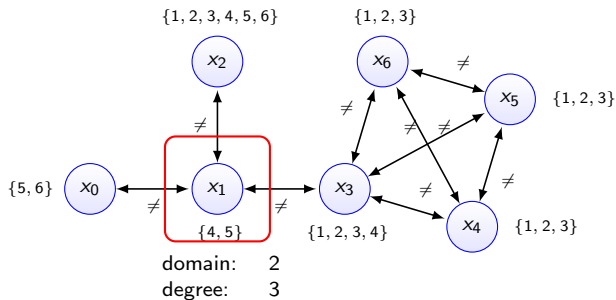 {1, 2, 3, 4, 5, 6}
{1, 2, 3}
x2
x6
≠
x5
{1, 2, 3}
≠
≠
≠
≠
{5, 6}
x0
x1
x3
≠
≠
≠
≠
x4
{1, 2, 3}
{4, 5}
{1, 2, 3, 4}
domain: 2
degree: 3